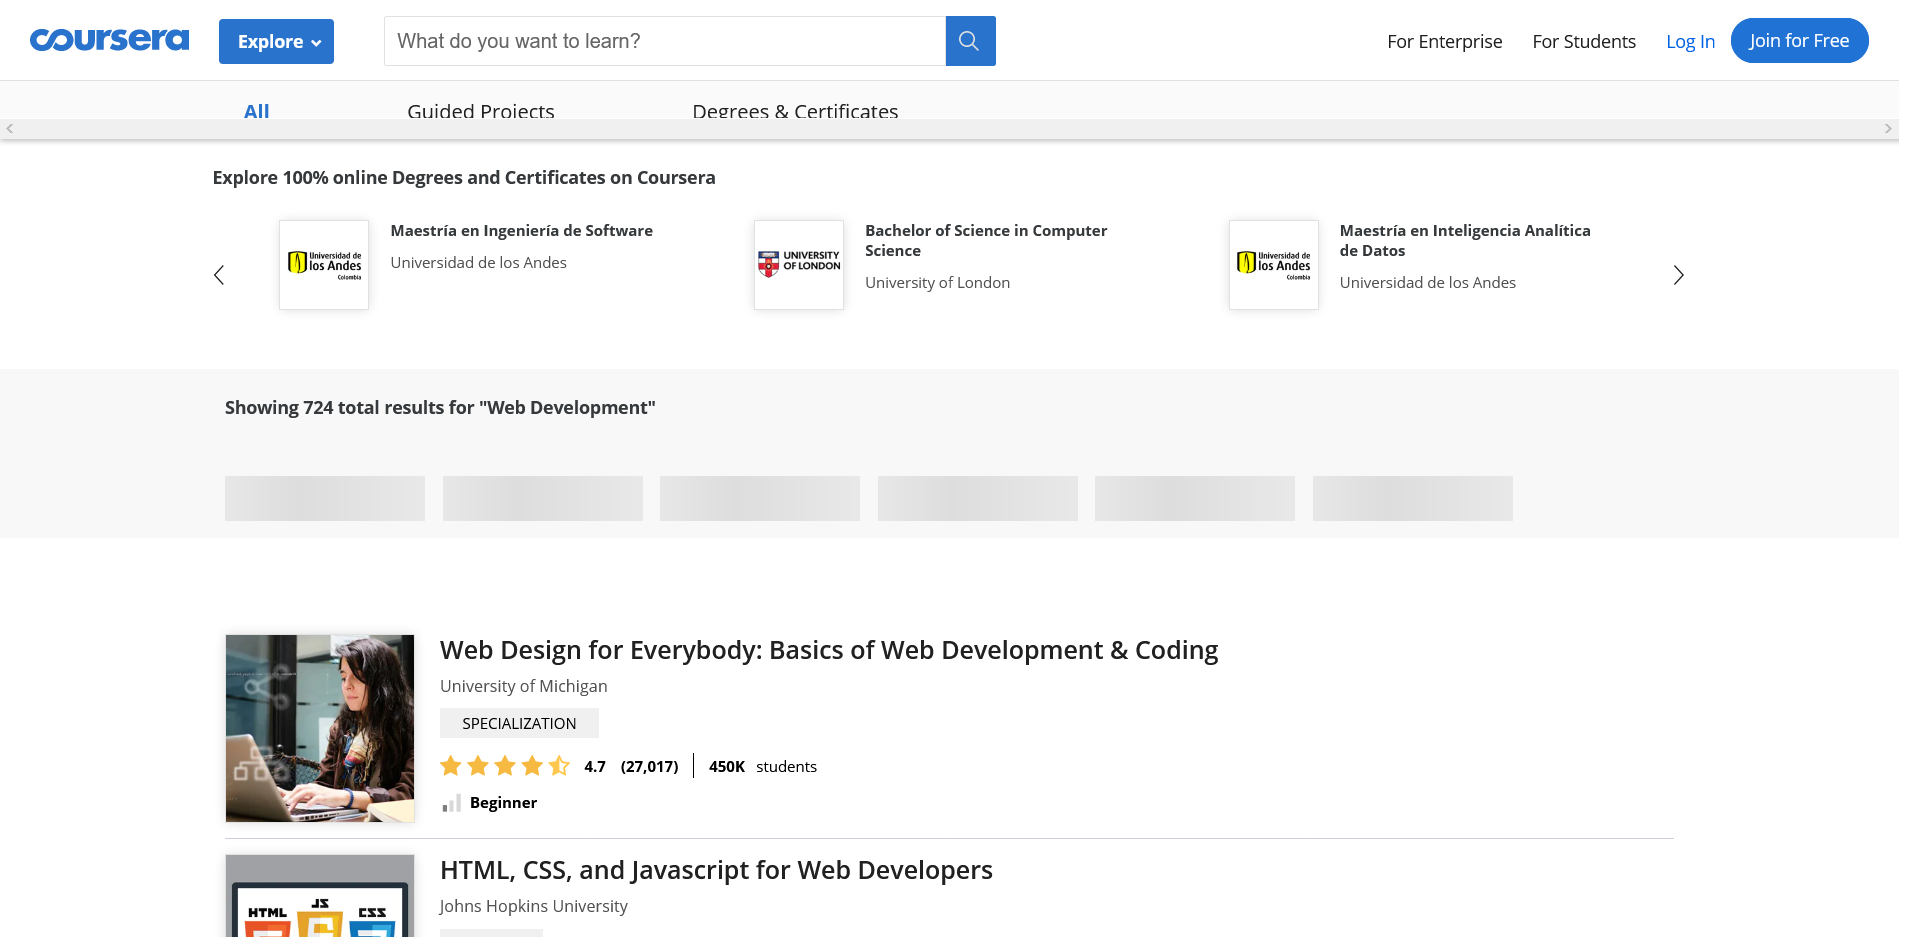 coursera
Explore
What do you want to learn?
For Enterprise
For Students
Log In
Join for Free
All
Guided Projects
Degrees & Certificates
Explore 100% online Degrees and Certificates on Coursera
Universidad de
los Andes
Colombia
Maestría en Ingeniería de Software
Universidad de los Andes
UNIVERSITY
OF LONDON
Bachelor of Science in Computer
Science
University of London
Universidad de
los Andes
Colombia
Maestría en Inteligencia Analítica
de Datos
Universidad de los Andes
Showing 724 total results for "Web Development"
Web Design for Everybody: Basics of Web Development & Coding
University of Michigan
SPECIALIZATION
4.7 (27,017) 450K students
Beginner
HTML, CSS, and Javascript for Web Developers
Johns Hopkins University
HTML JS CSS